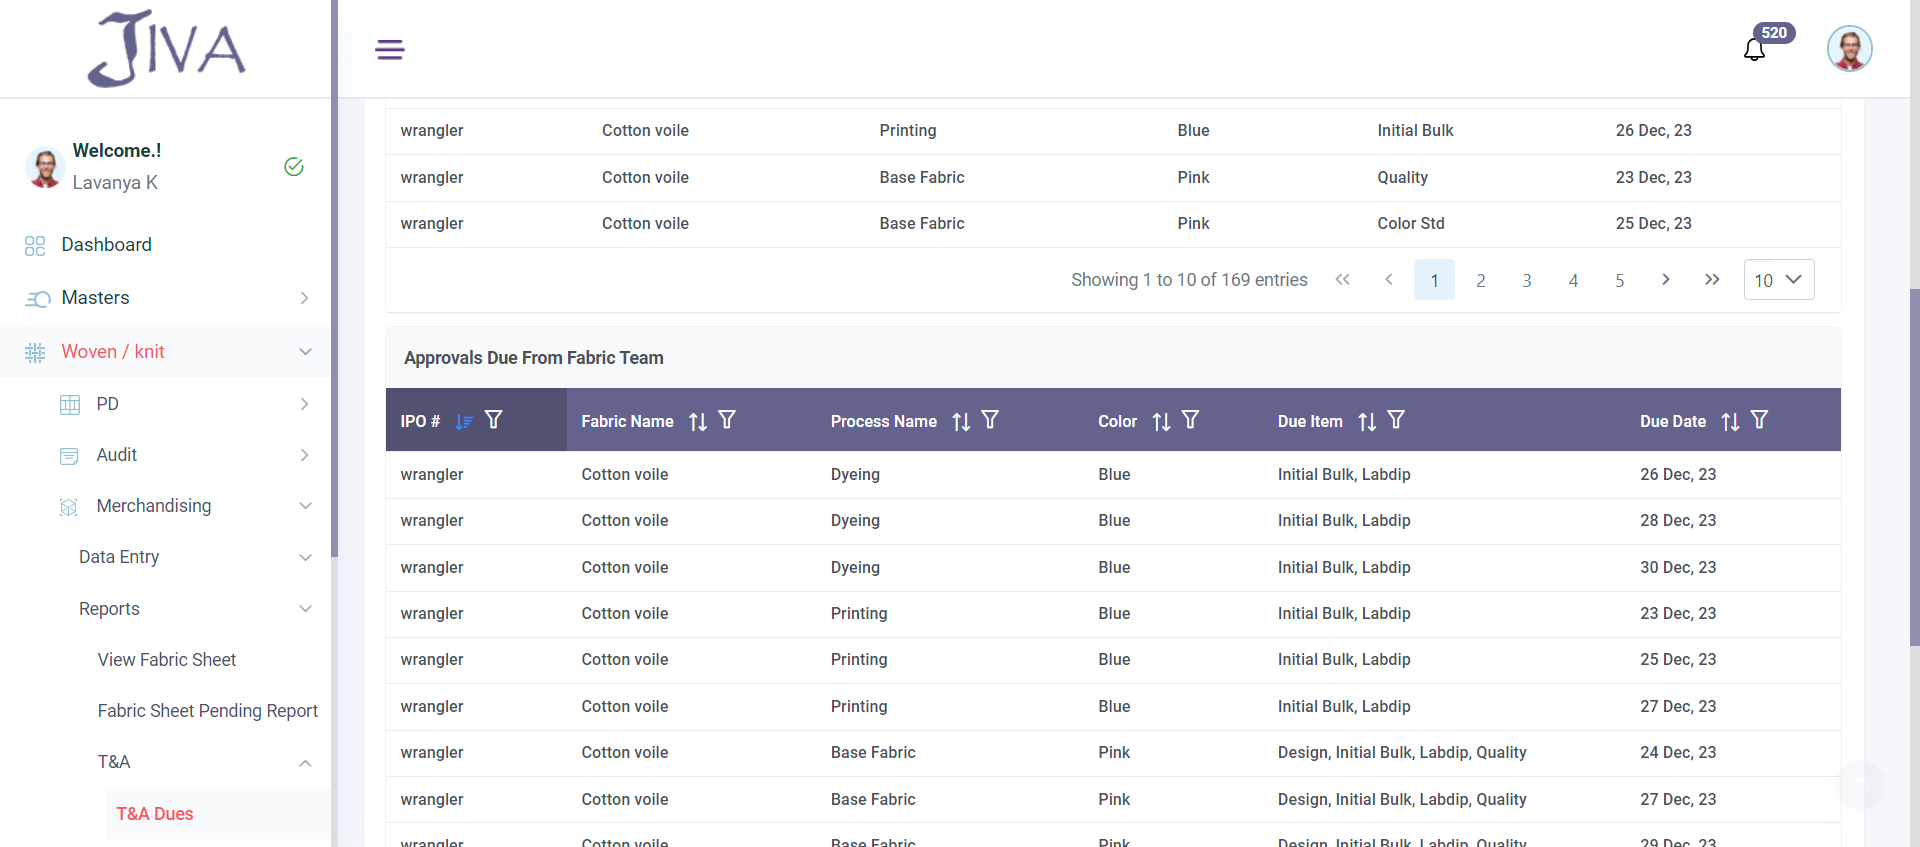 JIVA
520
Welcome.!
Lavanya K
Dashboard
Masters
Woven / knit
PD
Audit
Merchandising
Data Entry
Reports
View Fabric Sheet
Fabric Sheet Pending Report
T&A
T&A Dues
wrangler Cotton voile Printing Blue Initial Bulk 26 Dec, 23
wrangler Cotton voile Base Fabric Pink Quality 23 Dec, 23
wrangler Cotton voile Base Fabric Pink Color Std 25 Dec, 23
Showing 1 to 10 of 169 entries 1 2 3 4 5 10
Approvals Due From Fabric Team
IPO # Fabric Name Process Name Color Due Item Due Date
wrangler Cotton voile Dyeing Blue Initial Bulk, Labdip 26 Dec, 23
wrangler Cotton voile Dyeing Blue Initial Bulk, Labdip 28 Dec, 23
wrangler Cotton voile Dyeing Blue Initial Bulk, Labdip 30 Dec, 23
wrangler Cotton voile Printing Blue Initial Bulk, Labdip 23 Dec, 23
wrangler Cotton voile Printing Blue Initial Bulk, Labdip 25 Dec, 23
wrangler Cotton voile Printing Blue Initial Bulk, Labdip 27 Dec, 23
wrangler Cotton voile Base Fabric Pink Design, Initial Bulk, Labdip, Quality 24 Dec, 23
wrangler Cotton voile Base Fabric Pink Design, Initial Bulk, Labdip, Quality 27 Dec, 23
wrangler Cotton voile Base Fabric Pink Design, Initial Bulk, Labdip, Quality 29 Dec, 23